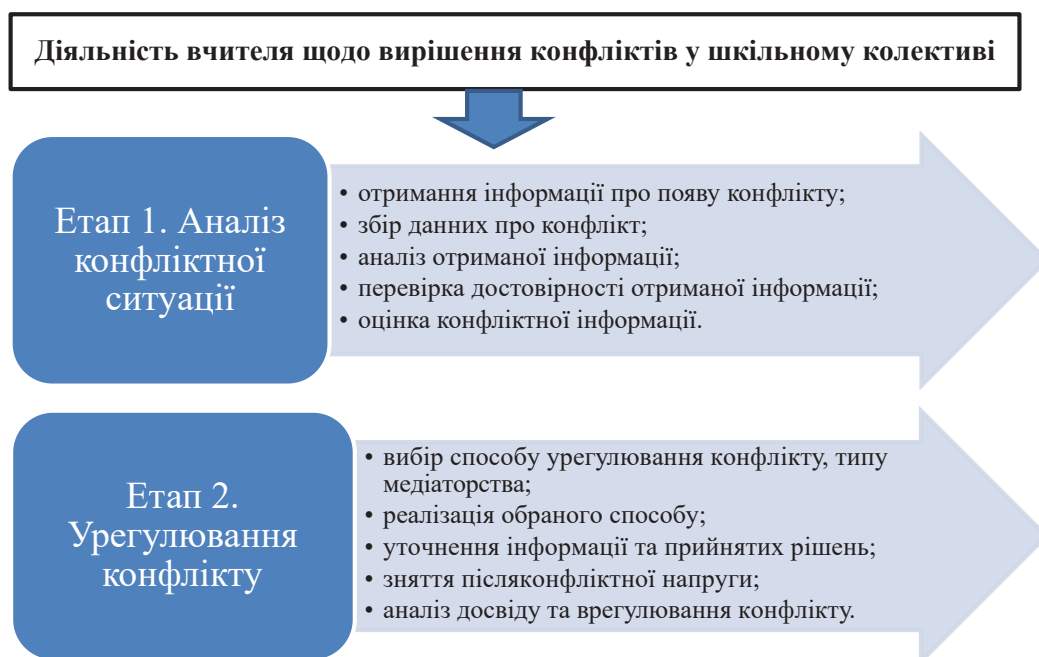 Діяльність вчителя щодо вирішення конфліктів у шкільному колективі
Етап 1. Аналіз
конфліктної
ситуації
• отримання інформації про появу конфлікту;
• збір данних про конфлікт;
• аналіз отриманої інформації;
• перевірка достовірності отриманої інформації;
• оцінка конфліктної інформації.
Етап 2.
Урегулювання
конфлікту
• вибір способу урегулювання конфлікту, типу
медіаторства;
• реалізація обраного способу;
• уточнення інформації та прийнятих рішень;
• зняття післяконфліктної напруги;
• аналіз досвіду та врегулювання конфлікту.